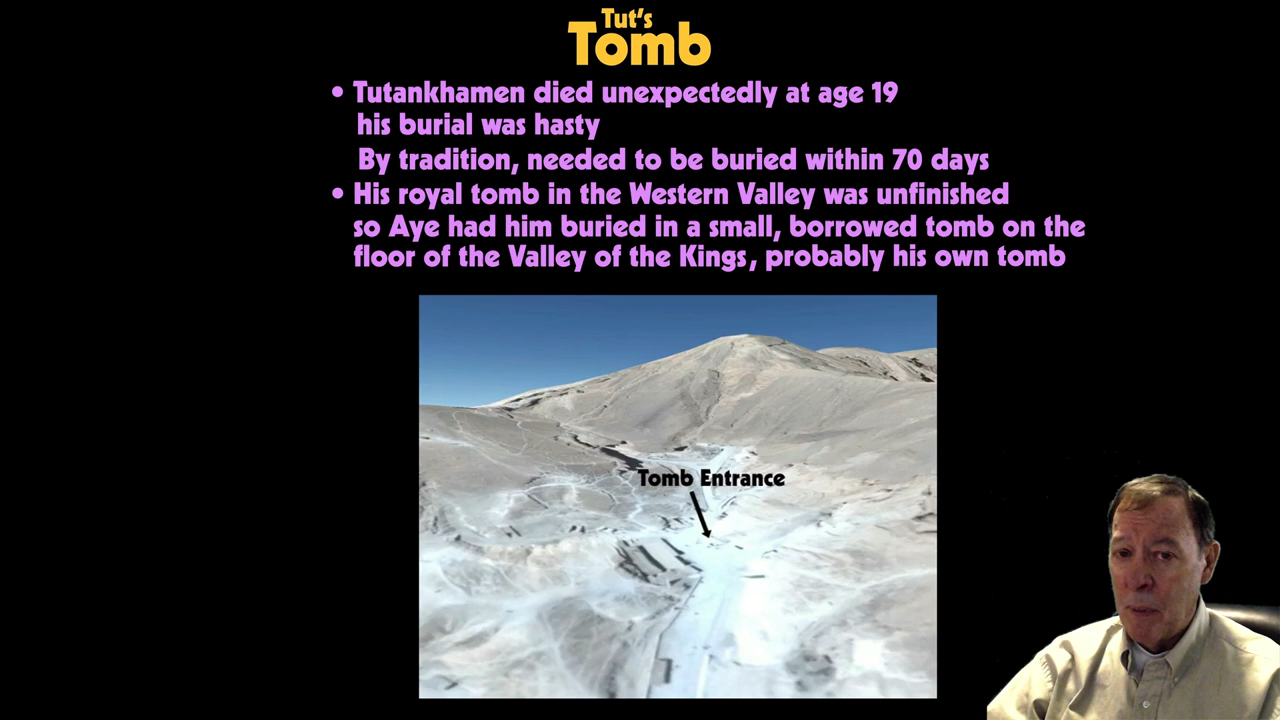 Tut's
Tomb
• Tutankhamen died unexpectedly at age 19
his burial was hasty
By tradition, needed to be buried within 70 days
• His royal tomb in the Western Valley was unfinished
so Aye had him buried in a small, borrowed tomb on the
floor of the Valley of the Kings, probably his own tomb
Tomb Entrance